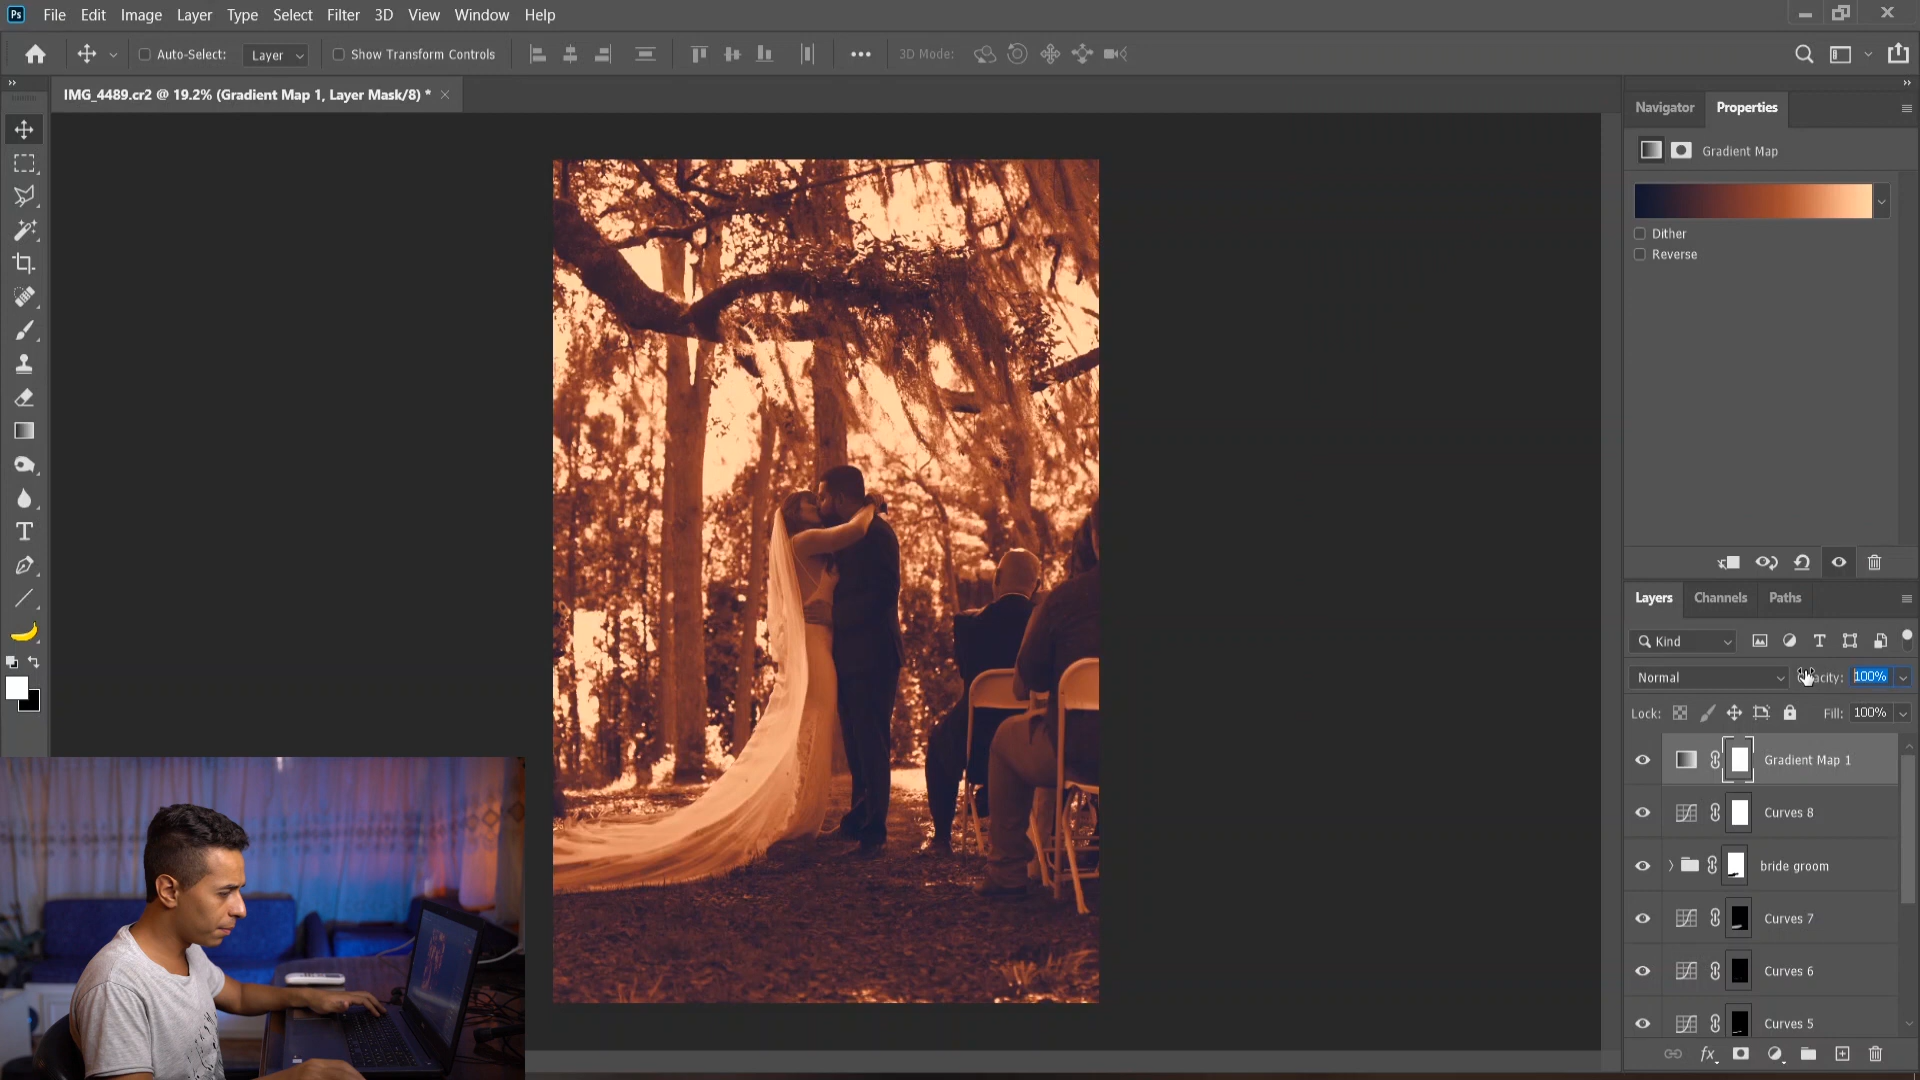 Ps File Edit Image Layer Type Select Filter 3D View Window Help
Auto-Select: Layer Show Transform Controls 3D Mode:
IMG_4489.cr2 @ 19.2% (Gradient Map 1, Layer Mask/8) *
Navigator Properties
Gradient Map
Dither
Reverse
Layers Channels Paths
Kind
Normal 100%
Lock: Fill: 100%
Gradient Map 1
Curves 8
bride groom
Curves 7
Curves 6
Curves 5
fx